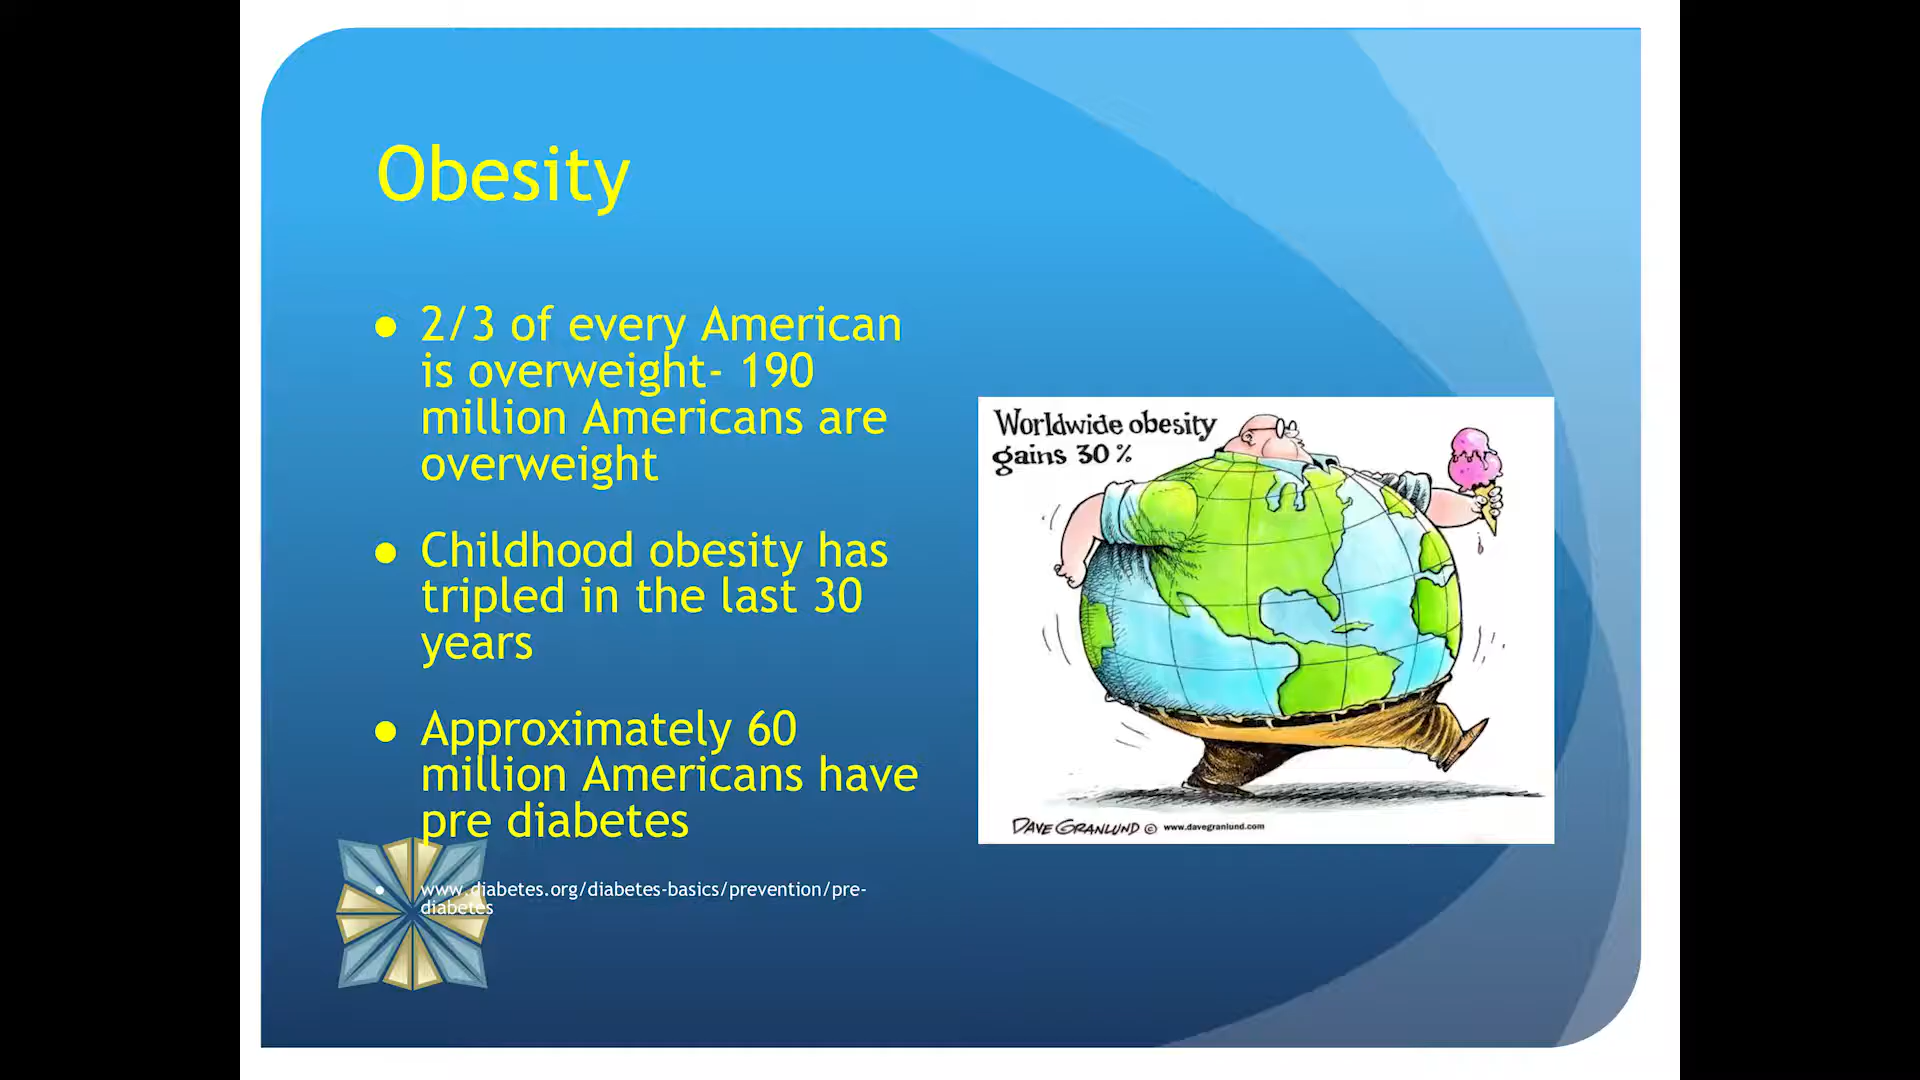 Obesity
● 2/3 of every American
is overweight- 190
million Americans are
overweight
● Childhood obesity has
tripled in the last 30
years
● Approximately 60
million Americans have
pre diabetes
● www.diabetes.org/diabetes-basics/prevention/pre-
diabetes
Worldwide obesity
gains 30%
DAVE GRANLUND © www.davegranlund.com